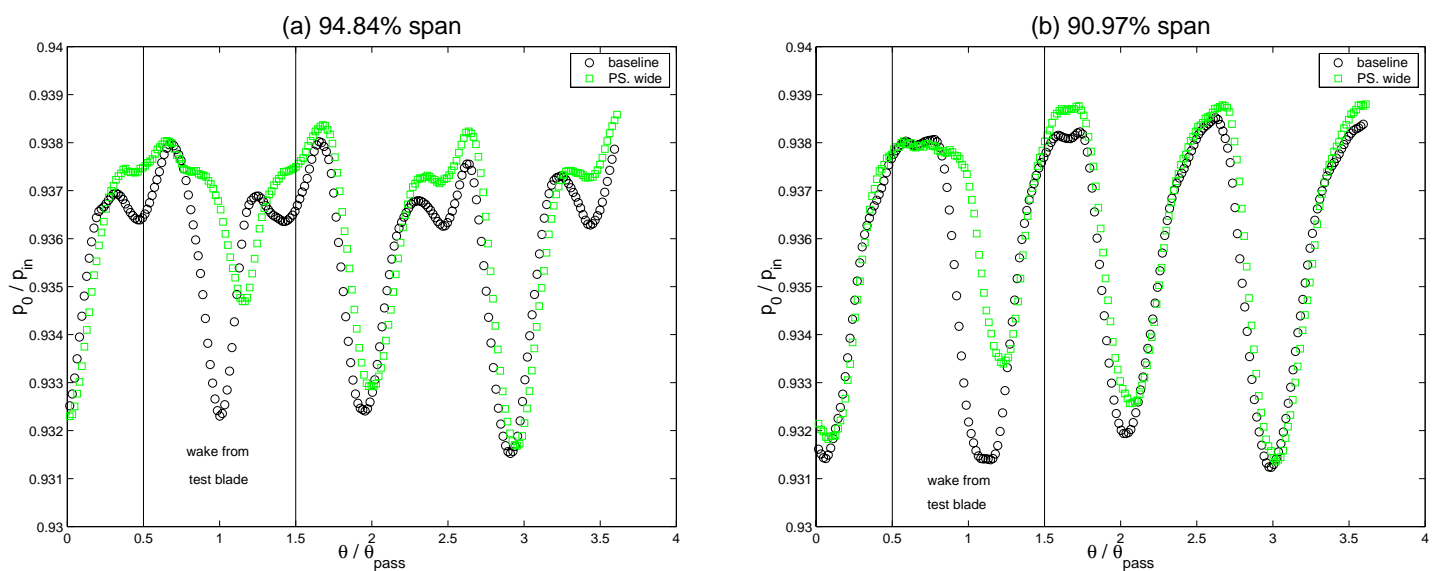 (a) 94.84% span
0.94
0.939
0.938
0.937
0.936
0.935
0.934
0.933
0.932
0.931
0.93
p0 / pin
baseline
PS. wide
wake from
test blade
0 0.5 1 1.5 2 2.5 3 3.5 4
θ / θpass
(b) 90.97% span
0.94
0.939
0.938
0.937
0.936
0.935
0.934
0.933
0.932
0.931
0.93
p0 / pin
baseline
PS. wide
wake from
test blade
0 0.5 1 1.5 2 2.5 3 3.5 4
θ / θpass